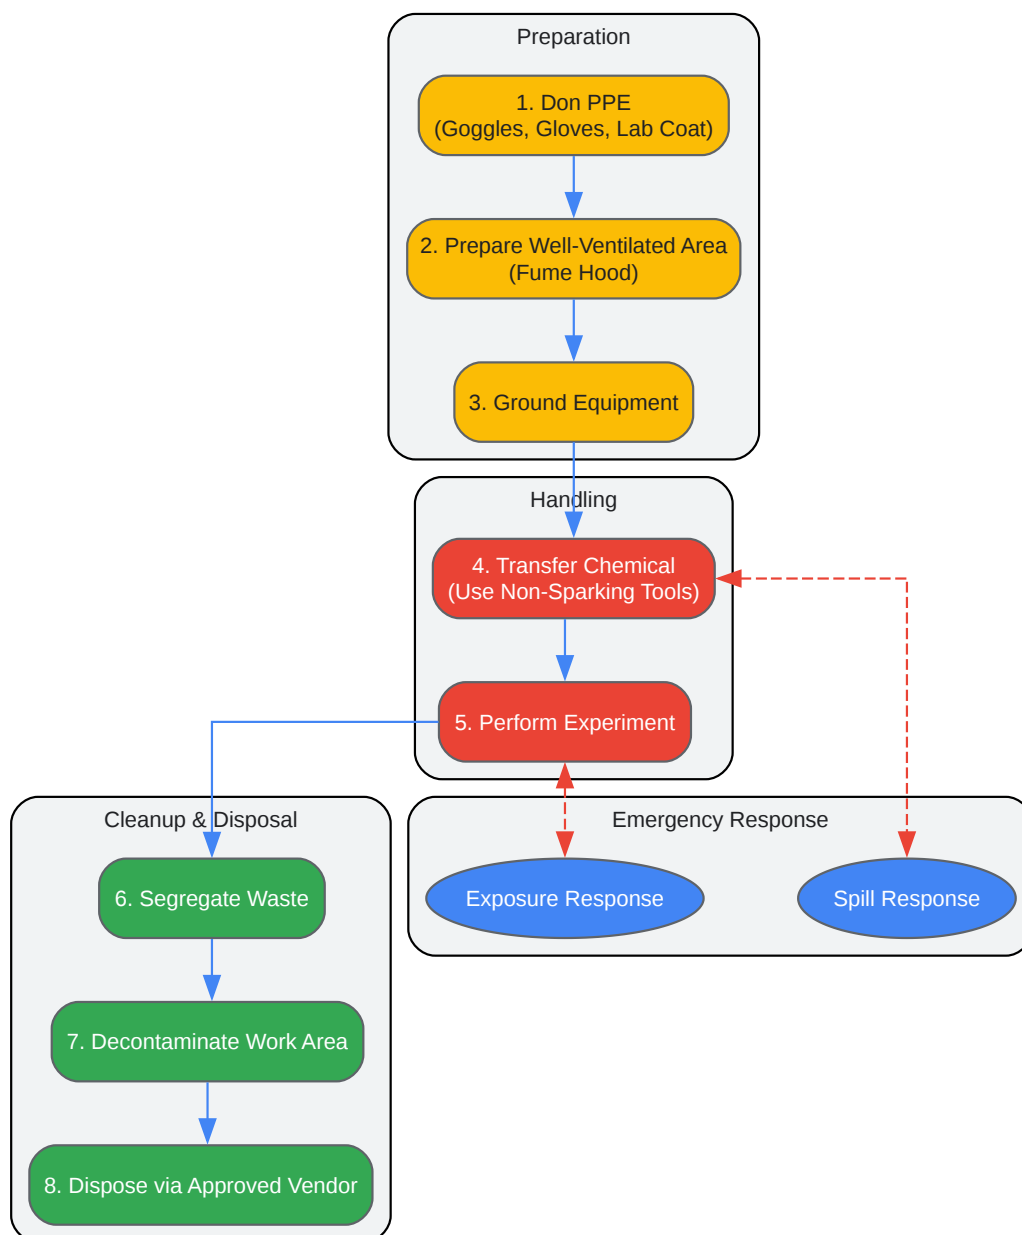 Preparation
1. Don PPE
(Goggles, Gloves, Lab Coat)
2. Prepare Well-Ventilated Area
(Fume Hood)
3. Ground Equipment
Handling
4. Transfer Chemical
(Use Non-Sparking Tools)
5. Perform Experiment
Cleanup & Disposal
6. Segregate Waste
7. Decontaminate Work Area
8. Dispose via Approved Vendor
Emergency Response
Exposure Response
Spill Response